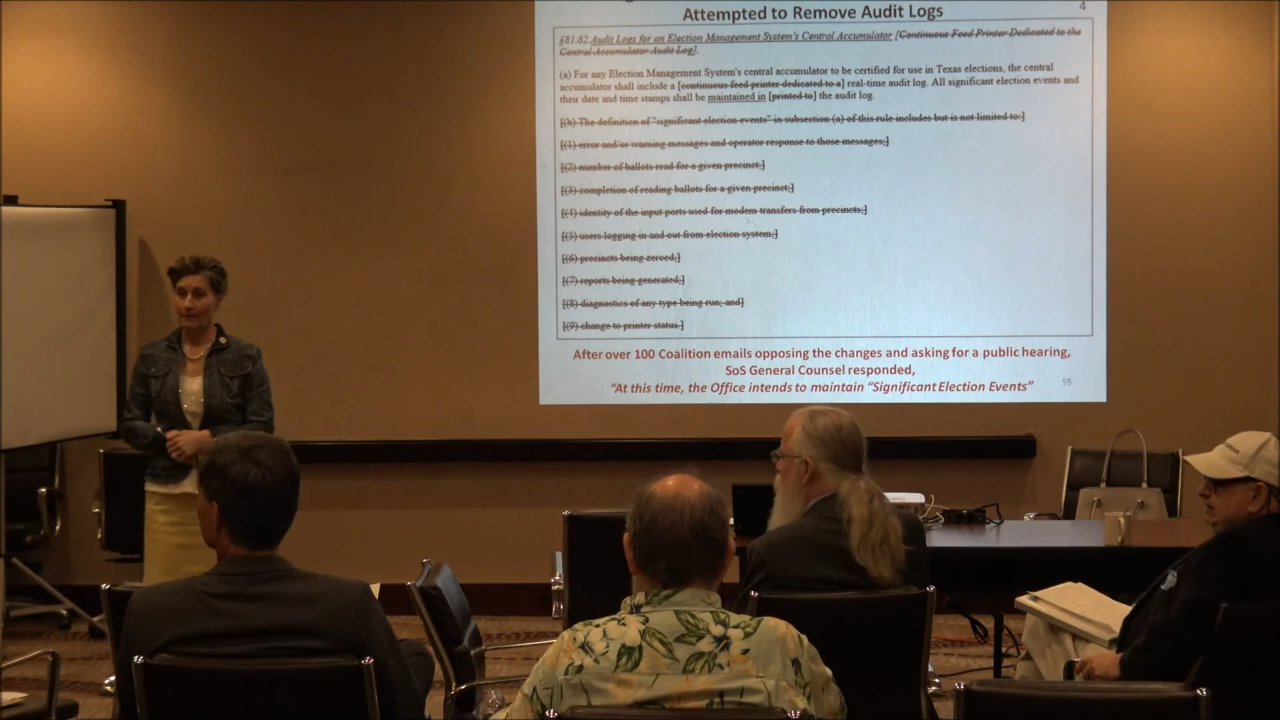 Attempted to Remove Audit Logs
4
§81.62.Audit Logs for an Election Management System's Central Accumulator [Continuous Feed Printer Dedicated to the
Central Accumulator Audit Log].
(a) For any Election Management System's central accumulator to be certified for use in Texas elections, the central
accumulator shall include a [continuous feed printer dedicated to a] real-time audit log. All significant election events and
their date and time stamps shall be maintained in [printed to] the audit log.
[(b) The definition of "significant election events" in subsection (a) of this rule includes but is not limited to:]
[(1) error and/or warning messages and operator response to those messages;]
[(2) number of ballots read for a given precinct;]
[(3) completion of reading ballots for a given precinct;]
[(4) identity of the input ports used for modem transfers from precincts;]
[(5) users logging in and out from election system;]
[(6) precincts being zeroed;]
[(7) reports being generated;]
[(8) diagnostics of any type being run; and]
[(9) change to printer status.]
After over 100 Coalition emails opposing the changes and asking for a public hearing,
SoS General Counsel responded,
"At this time, the Office intends to maintain "Significant Election Events"
55